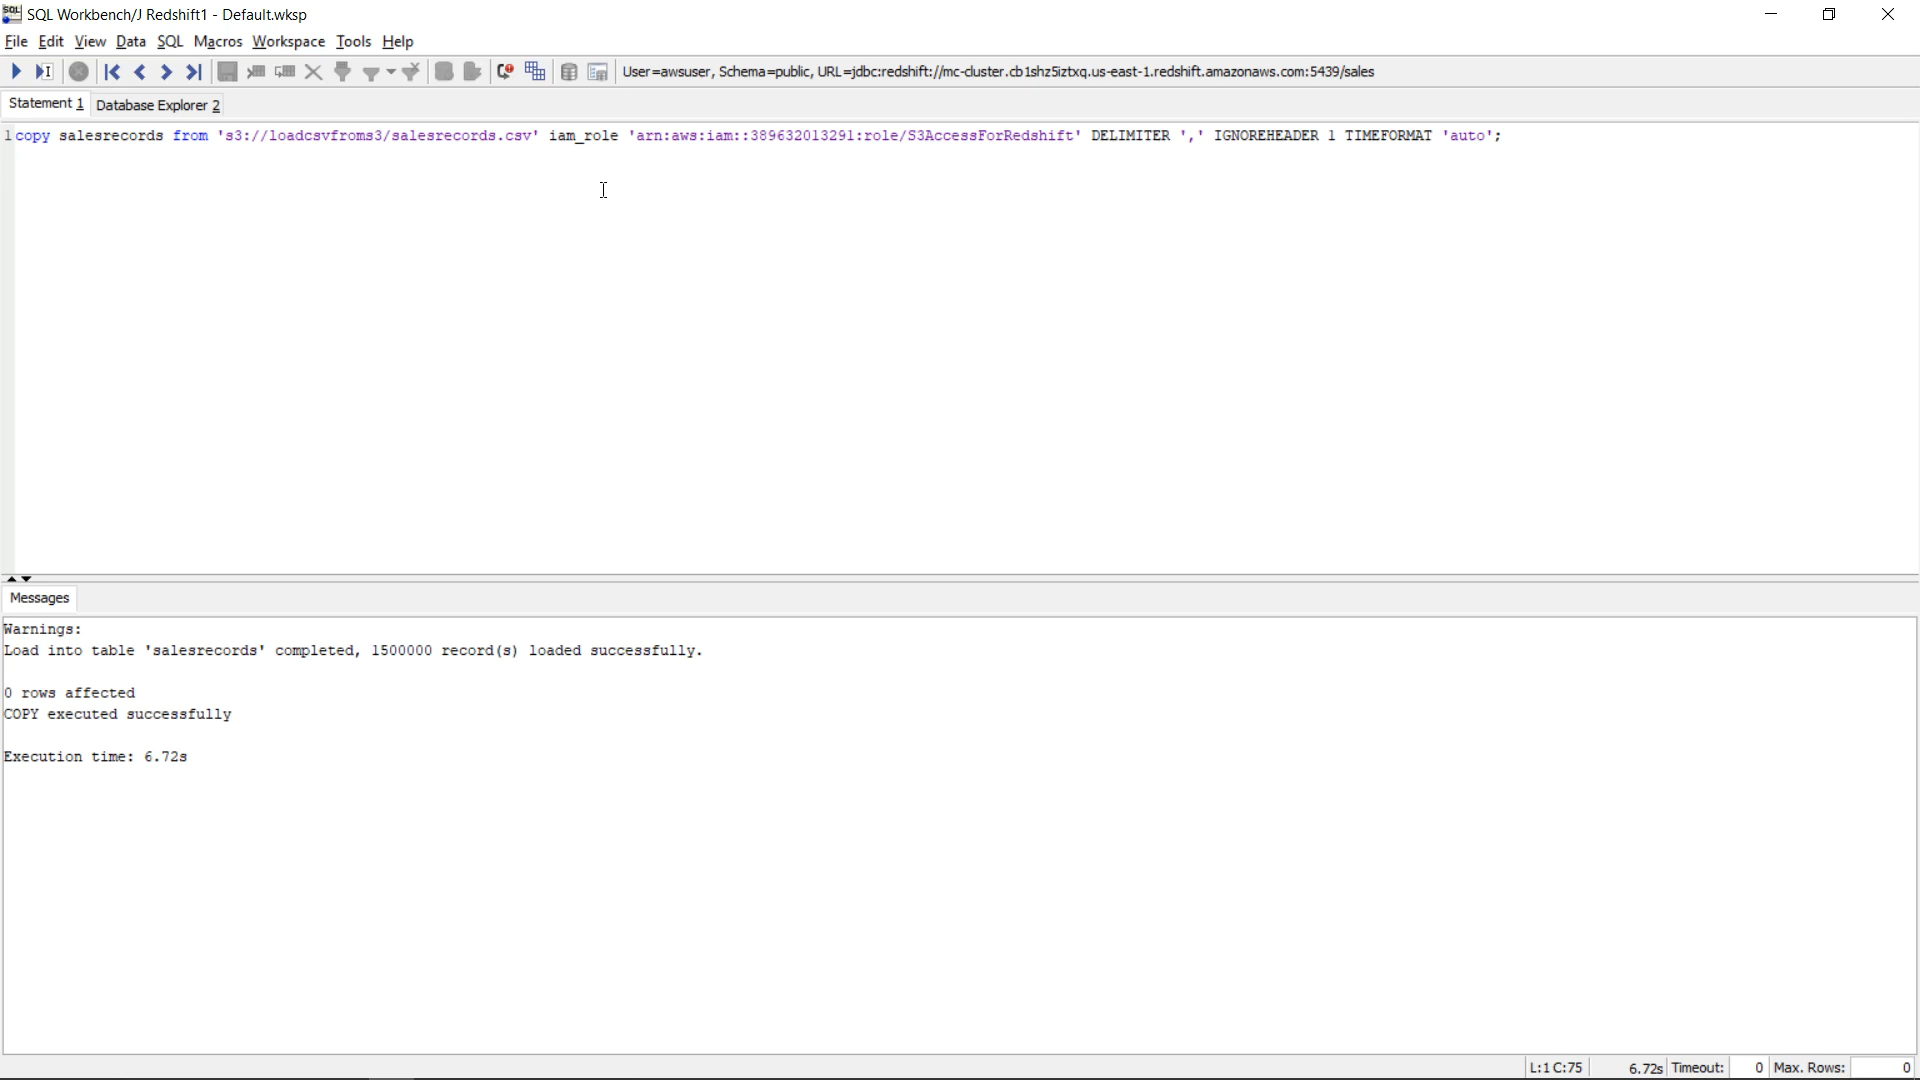 SQL Workbench/J Redshift1 - Default.wksp
File Edit View Data SQL Macros Workspace Tools Help
User=awsuser, Schema=public, URL=jdbc:redshift://mc-cluster.cb1shz5iztxq.us-east-1.redshift.amazonaws.com:5439/sales
Statement 1 Database Explorer 2
1 copy salesrecords from 's3://loadcsvfroms3/salesrecords.csv' iam_role 'arn:aws:iam::389632013291:role/S3AccessForRedshift' DELIMITER ',' IGNOREHEADER 1 TIMEFORMAT 'auto';
Messages
Warnings:
Load into table 'salesrecords' completed, 1500000 record(s) loaded successfully.
0 rows affected
COPY executed successfully
Execution time: 6.72s
L:1 C:75 6.72s Timeout: 0 Max. Rows: 0